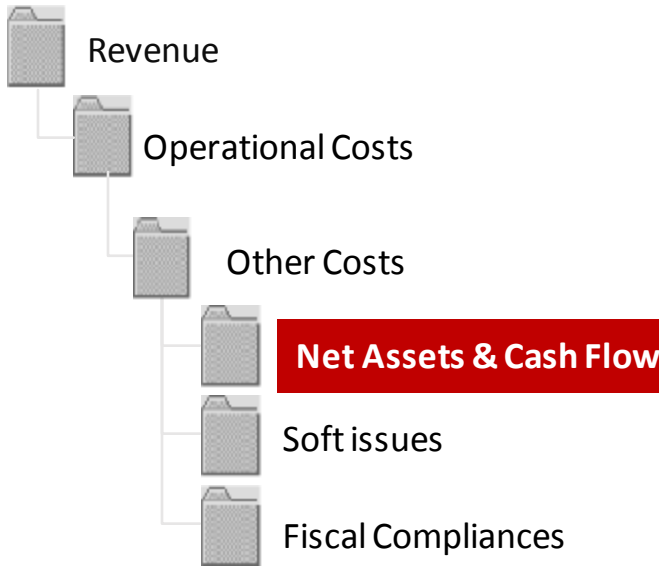 Revenue
Operational Costs
Other Costs
Net Assets & Cash Flow
Soft issues
Fiscal Compliances